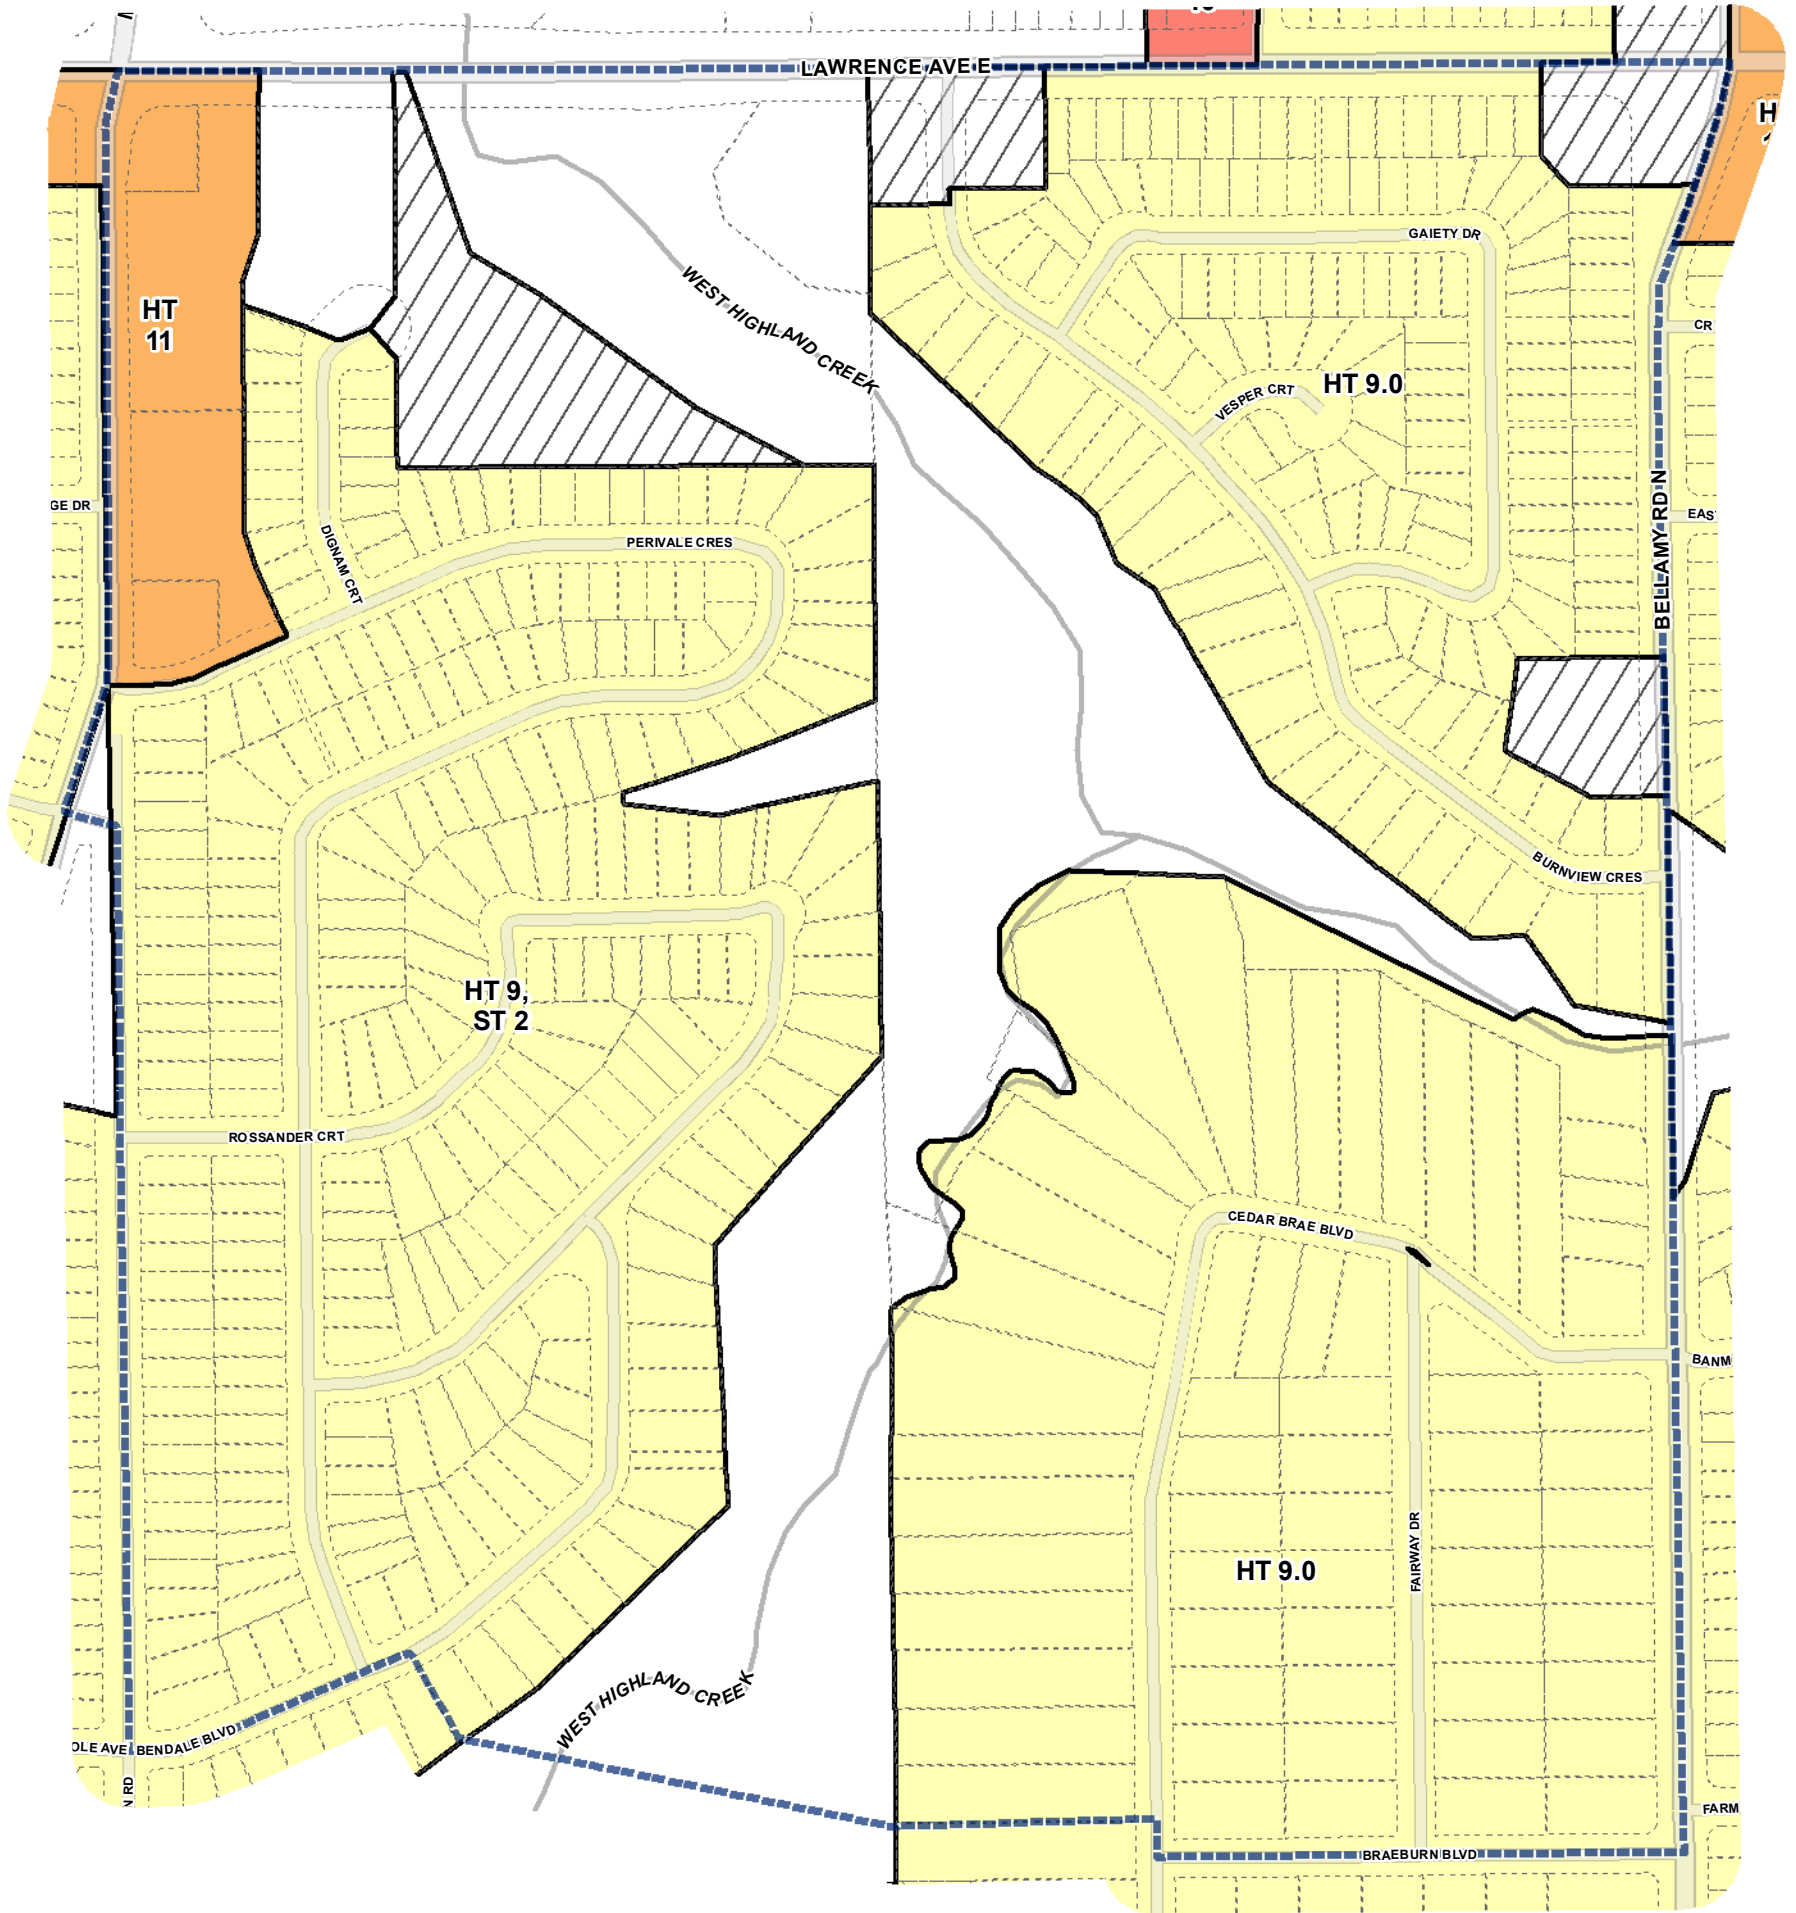 LAWRENCE AVE E
HT
11
GAIETY DR
WEST HIGHLAND CREEK
CR
VESPER CRT
HT 9.0
GE DR
DIGNAM CRT
PERIVALE CRES
EAS
BELLAMY RD N
BURNVIEW CRES
HT 9,
ST 2
ROSSANDER CRT
CEDAR BRAE BLVD
BANM
FAIRWAY DR
HT 9.0
WEST HIGHLAND CREEK
OLE AVE
BENDALE BLVD
N RD
FARM
BRAEBURN BLVD